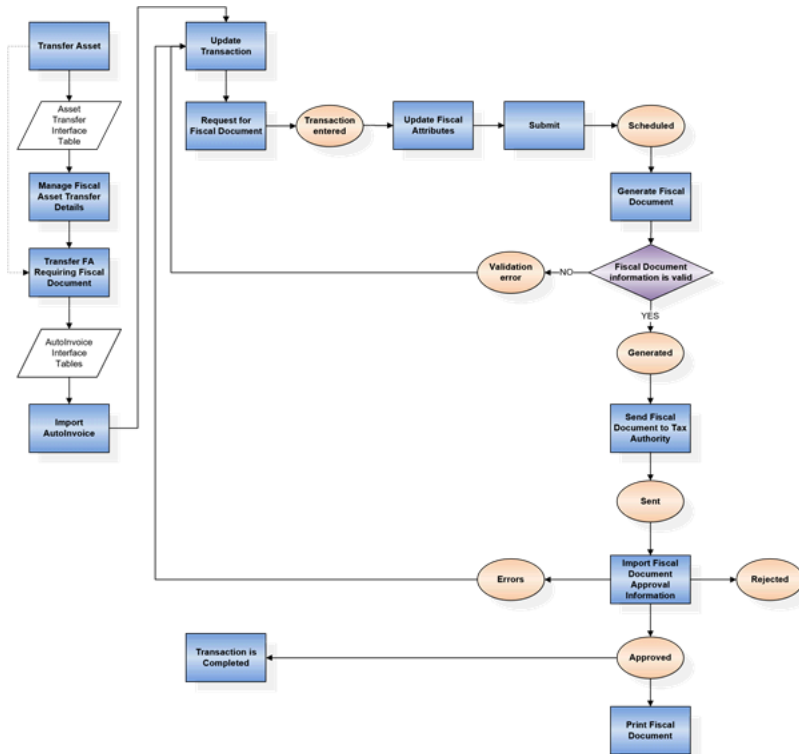 Transfer Asset
Asset
Transfer
Interface
Table
Manage Fiscal
Asset Transfer
Details
Transfer FA
Requiring Fiscal
Document
AutoInvoice
Interface
Tables
Import
AutoInvoice
Update
Transaction
Request for
Fiscal Document
Transaction
entered
Update Fiscal
Attributes
Submit
Scheduled
Generate Fiscal
Document
Fiscal Document
information is valid
NO
Validation
error
YES
Generated
Send Fiscal
Document to Tax
Authority
Sent
Import Fiscal
Document
Approval
Information
Errors
Rejected
Approved
Transaction is
Completed
Print Fiscal
Document